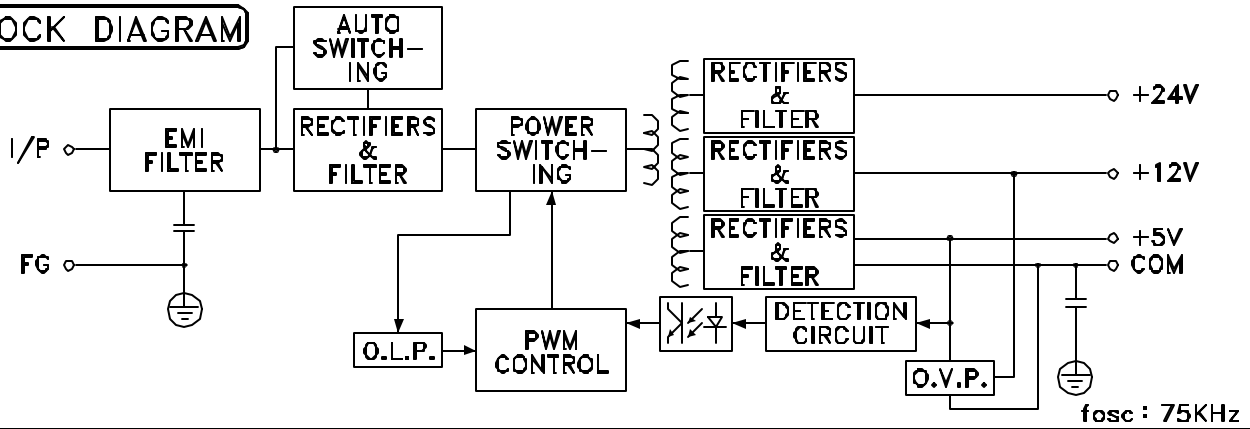 OCK DIAGRAM
AUTO
SWITCH-
ING
I/P
EMI
FILTER
RECTIFIERS
&
FILTER
POWER
SWITCH-
ING
RECTIFIERS
&
FILTER
+24V
RECTIFIERS
&
FILTER
+12V
RECTIFIERS
&
FILTER
+5V
COM
FG
O.L.P.
PWM
CONTROL
DETECTION
CIRCUIT
O.V.P.
fosc : 75KHz